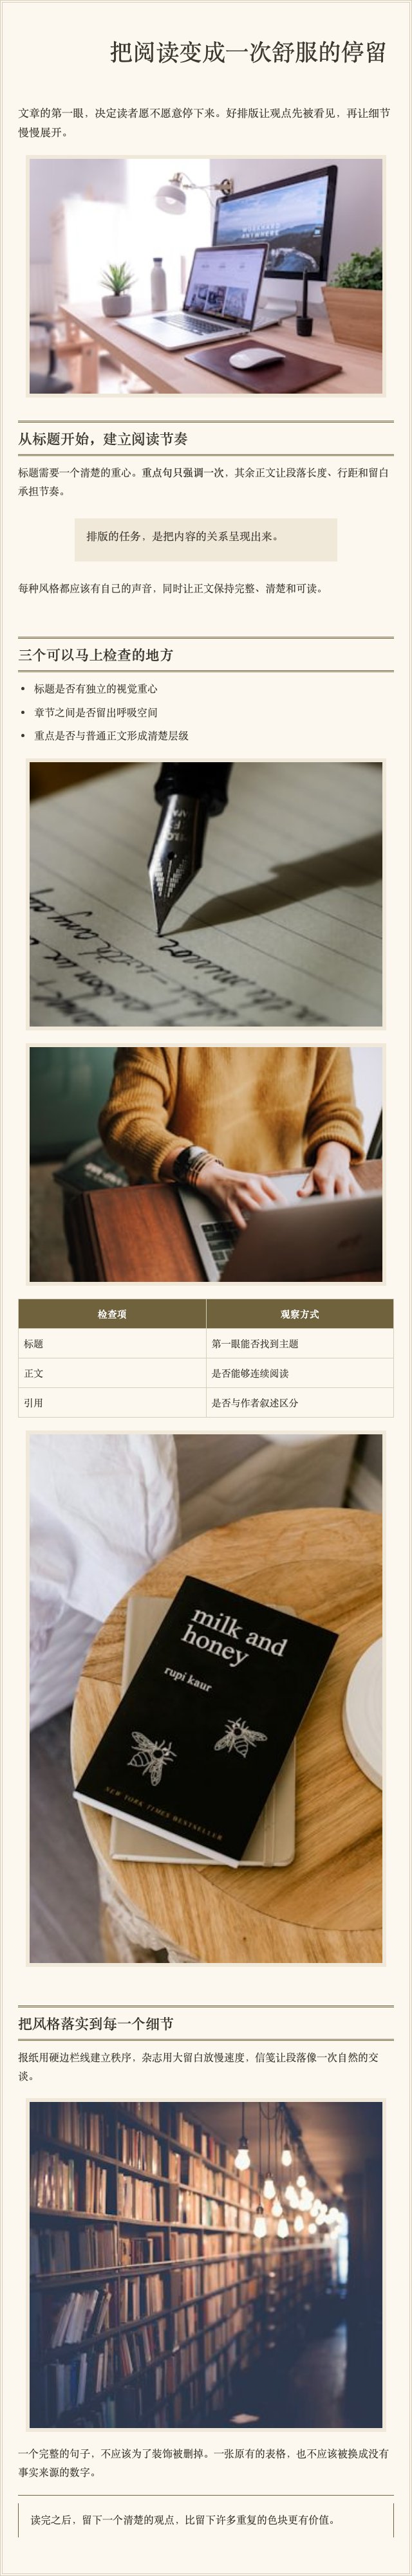 把阅读变成一次舒服的停留
文章的第一眼，决定读者愿不愿意停下来。好排版让观点先被看见，再让细节
慢慢展开。
从标题开始，建立阅读节奏
标题需要一个清楚的重心。重点句只强调一次，其余正文让段落长度、行距和留白
承担节奏。
排版的任务，是把内容的关系呈现出来。
每种风格都应该有自己的声音，同时让正文保持完整、清楚和可读。
三个可以马上检查的地方
• 标题是否有独立的视觉重心
• 章节之间是否留出呼吸空间
• 重点是否与普通正文形成清楚层级
检查项 观察方式
标题 第一眼能否找到主题
正文 是否能够连续阅读
引用 是否与作者叙述区分
milk and
honey
rupi kaur
NEW YORK TIMES BESTSELLER
把风格落实到每一个细节
报纸用硬边栏线建立秩序，杂志用大留白放慢速度，信笺让段落像一次自然的交
谈。
一个完整的句子，不应该为了装饰被删掉。一张原有的表格，也不应该被换成没有
事实来源的数字。
读完之后，留下一个清楚的观点，比留下许多重复的色块更有价值。